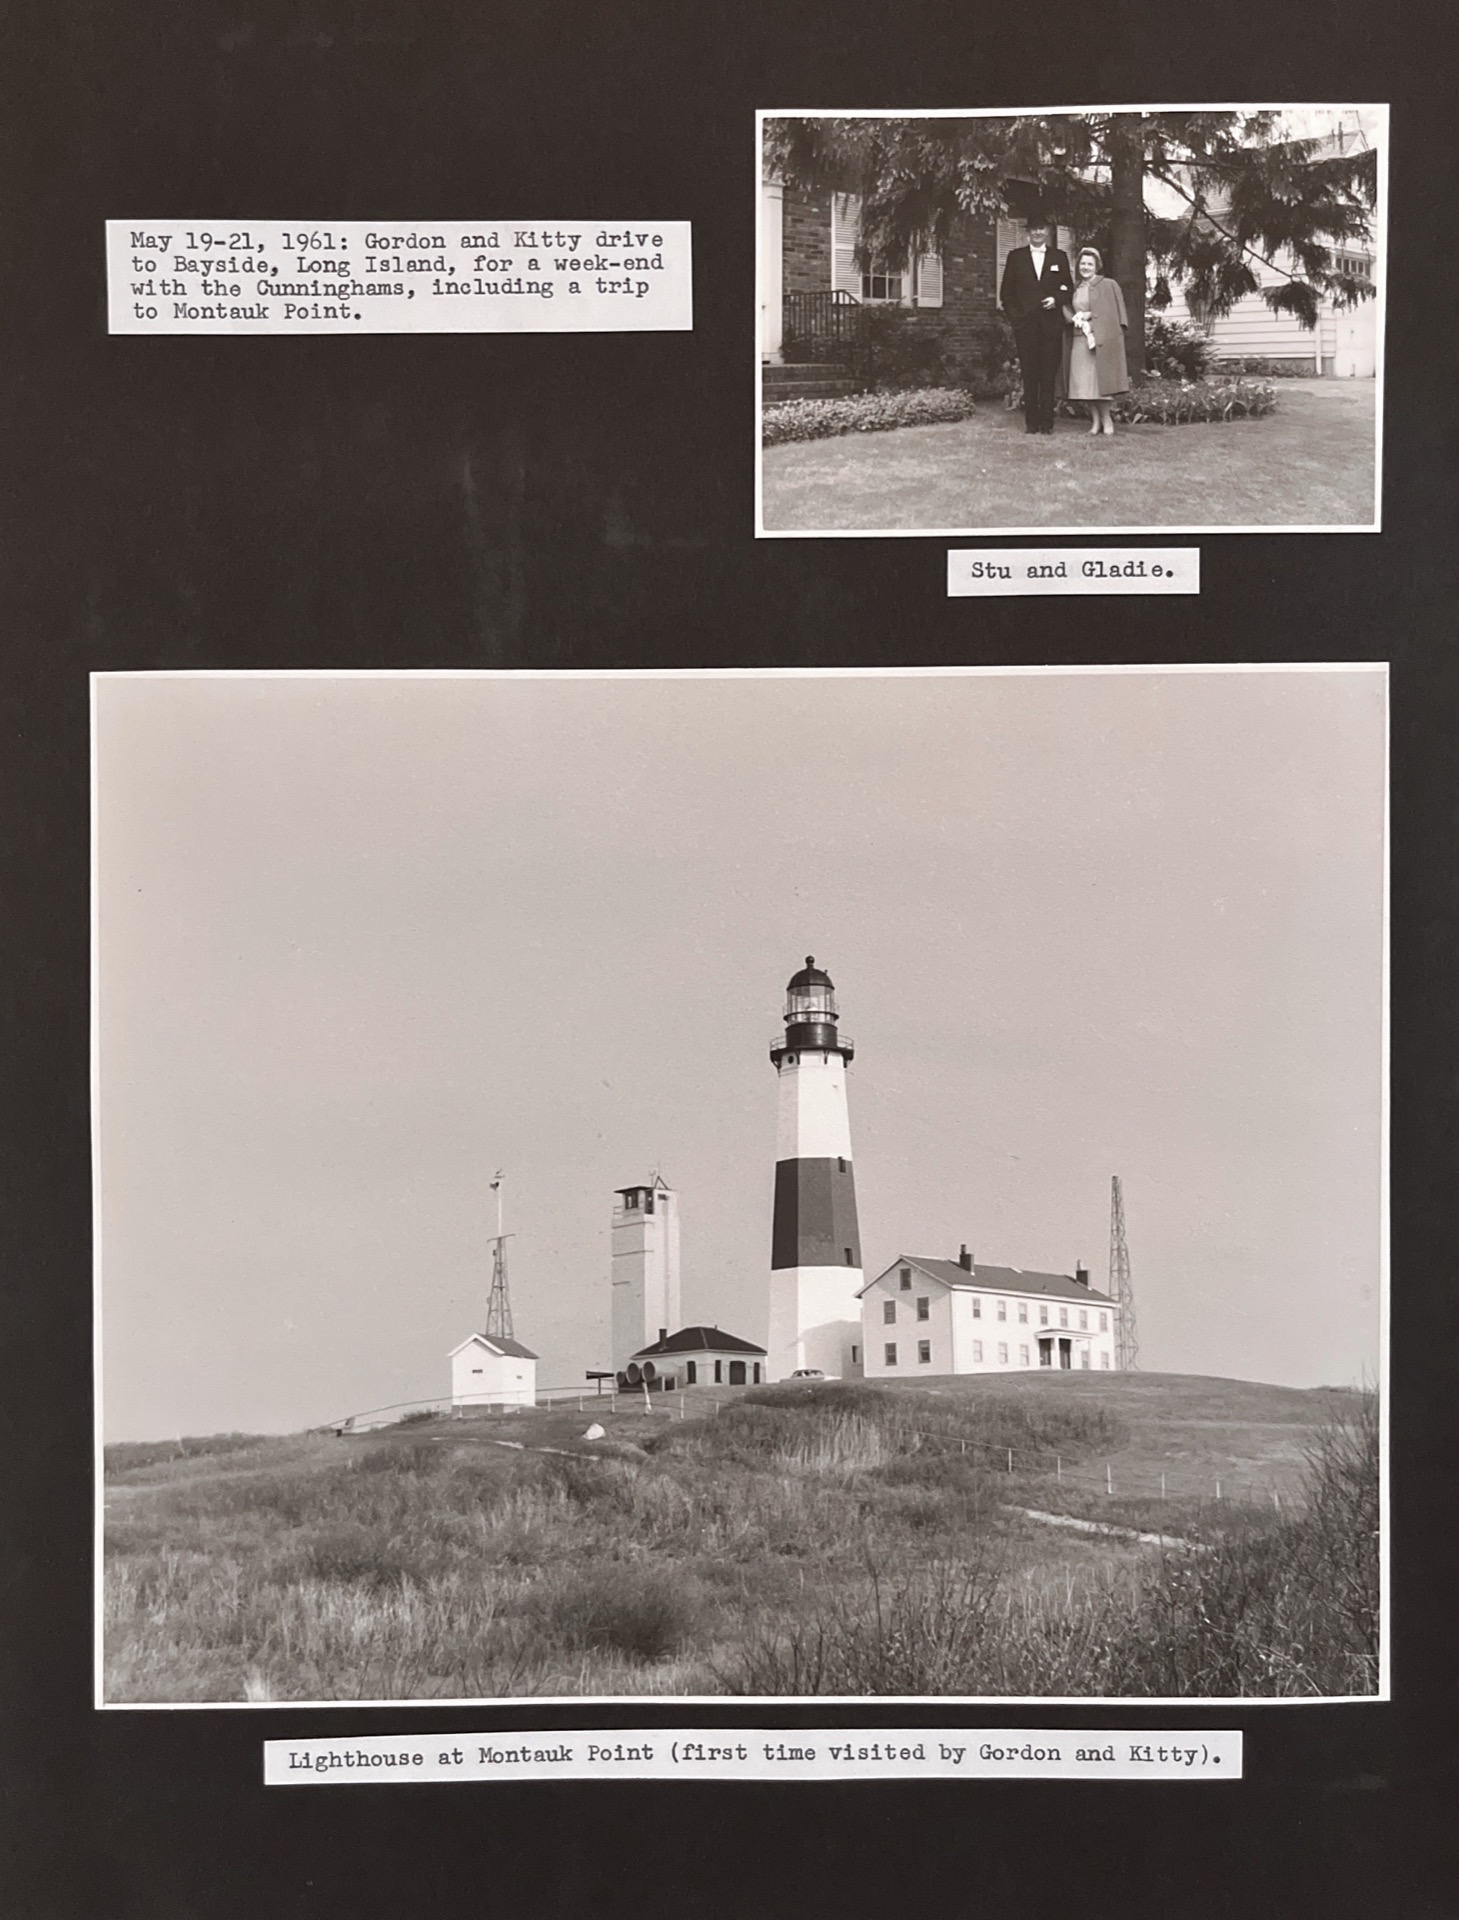 May 19-21, 1961: Gordon and Kitty drive
to Bayside, Long Island, for a week-end
with the Cunninghams, including a trip
to Montauk Point.
Stu and Gladie.
Lighthouse at Montauk Point (first time visited by Gordon and Kitty).